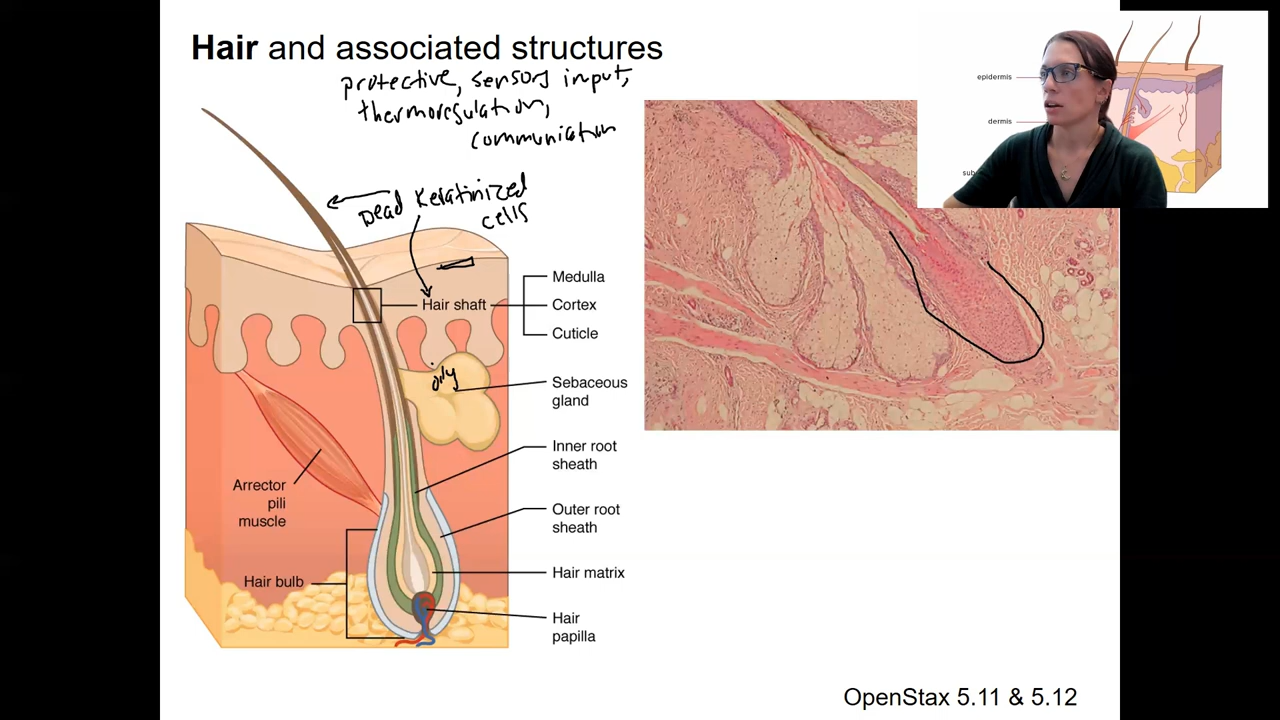 Hair and associated structures
protective, sensory input,
thermoregulation,
communication
Dead Keratinized
cells
Medulla
Hair shaft
Cortex
Cuticle
oily
Sebaceous
gland
Inner root
sheath
Arrector
pili
muscle
Outer root
sheath
Hair bulb
Hair matrix
Hair
papilla
epidermis
dermis
sub
OpenStax 5.11 & 5.12